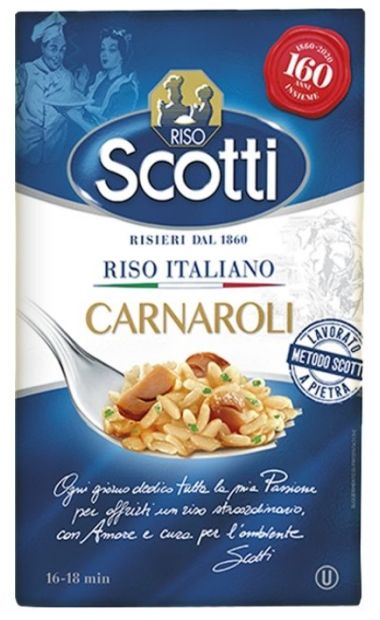 1860-2020
160
ANNI
INSIEME
RISO
Scotti
RISIERI DAL 1860
RISO ITALIANO
CARNAROLI
LAVORATO
METODO SCOTTI
A PIETRA
Ogni giorno dedico tutta la mia Passione
per offrirti un riso straordinario,
con Amore e cura per l'ambiente
Scotti
16-18 min
U